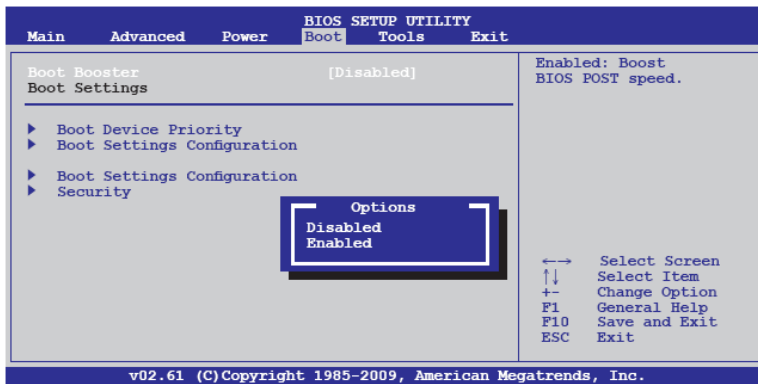 BIOS SETUP UTILITY
Main Advanced Power Boot Tools Exit
Boot Booster [Disabled]
Boot Settings
Boot Device Priority
Boot Settings Configuration
Boot Settings Configuration
Security
Options
Disabled
Enabled
Enabled: Boost
BIOS POST speed.
←→ Select Screen
↑↓ Select Item
+- Change Option
F1 General Help
F10 Save and Exit
ESC Exit
v02.61 (C)Copyright 1985-2009, American Megatrends, Inc.